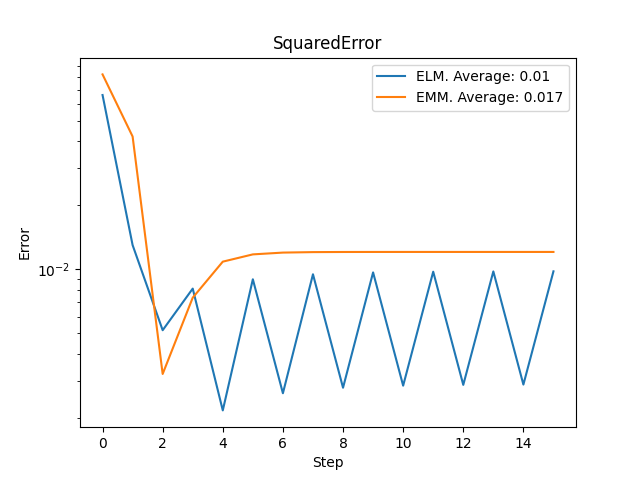 SquaredError
ELM. Average: 0.01
EMM. Average: 0.017
Error
10⁻²
0 2 4 6 8 10 12 14
Step